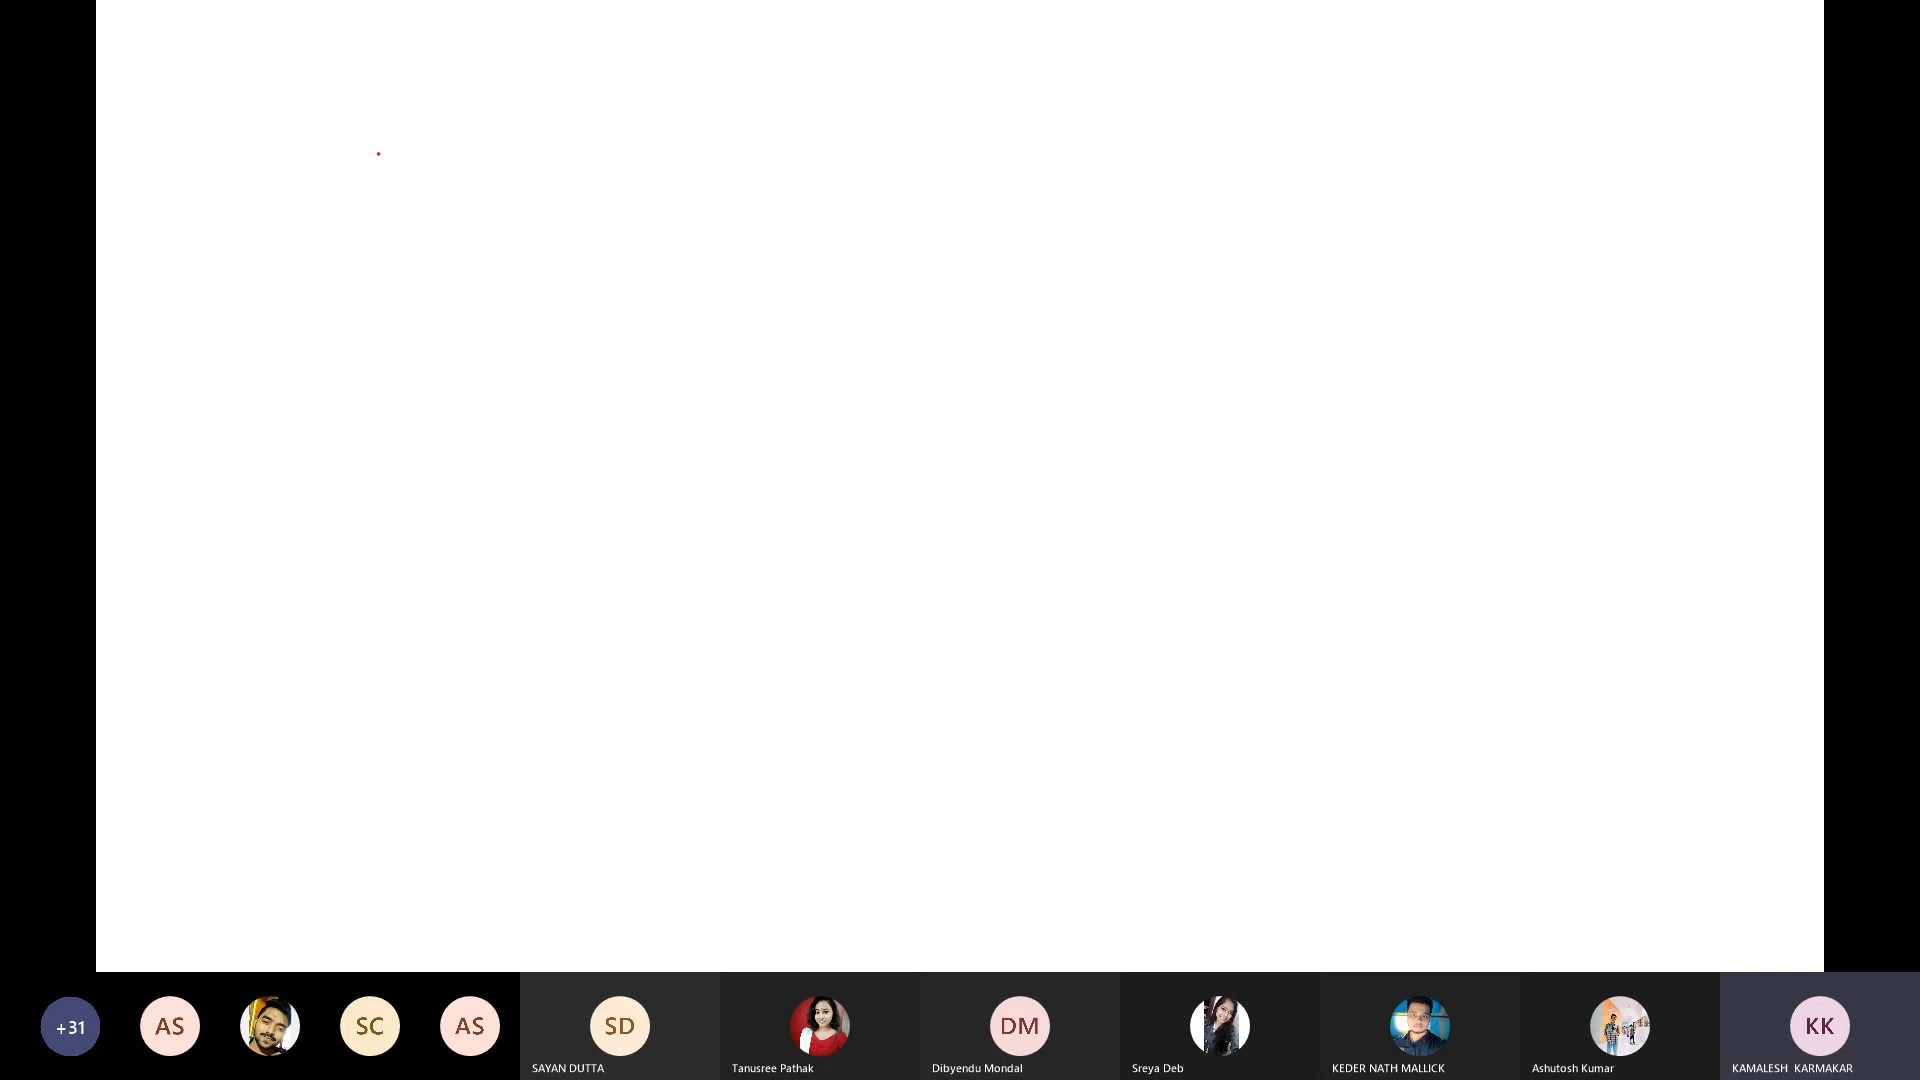 +31
AS
SC
AS
SD
DM
KK
SAYAN DUTTA
Tanusree Pathak
Dibyendu Mondal
Sreya Deb
KEDER NATH MALLICK
Ashutosh Kumar
KAMALESH KARMAKAR